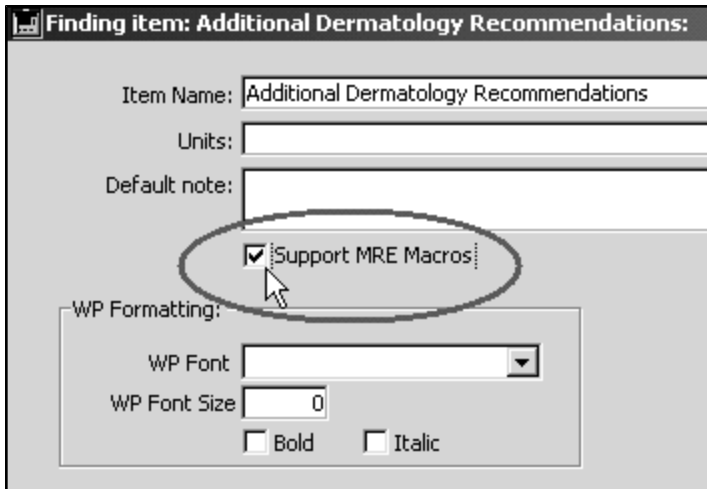 Finding item: Additional Dermatology Recommendations:
Item Name: Additional Dermatology Recommendations
Units:
Default note:
Support MRE Macros
WP Formatting:
WP Font
WP Font Size 0
Bold Italic